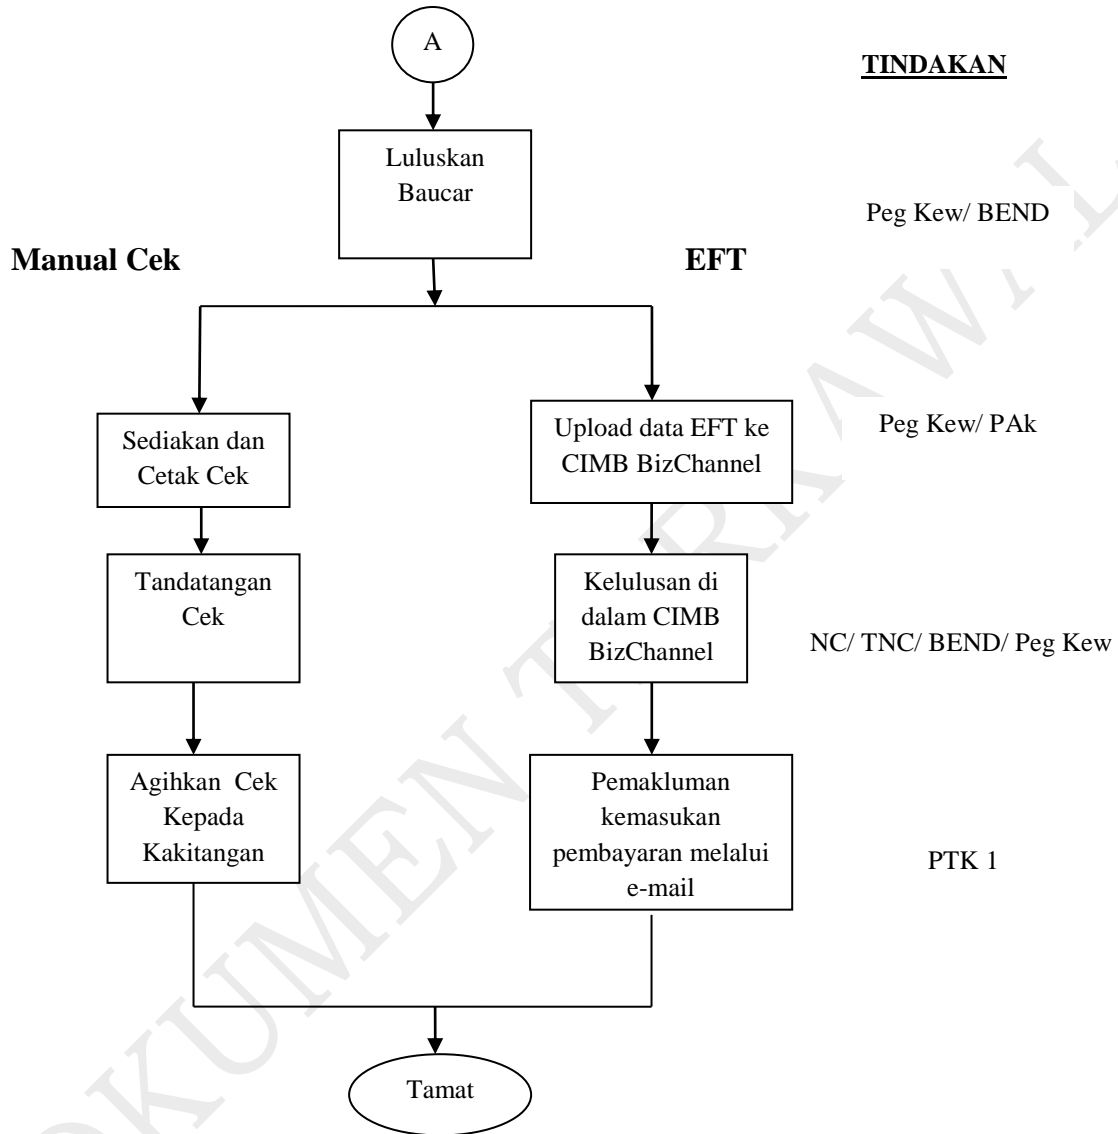 A
TINDAKAN
Luluskan
Baucar
Peg Kew/ BEND
Manual Cek
EFT
Sediakan dan
Cetak Cek
Upload data EFT ke
CIMB BizChannel
Peg Kew/ PAk
Tandatangan
Cek
Kelulusan di
dalam CIMB
BizChannel
NC/ TNC/ BEND/ Peg Kew
Agihkan Cek
Kepada
Kakitangan
Pemakluman
kemasukan
pembayaran melalui
e-mail
PTK 1
Tamat